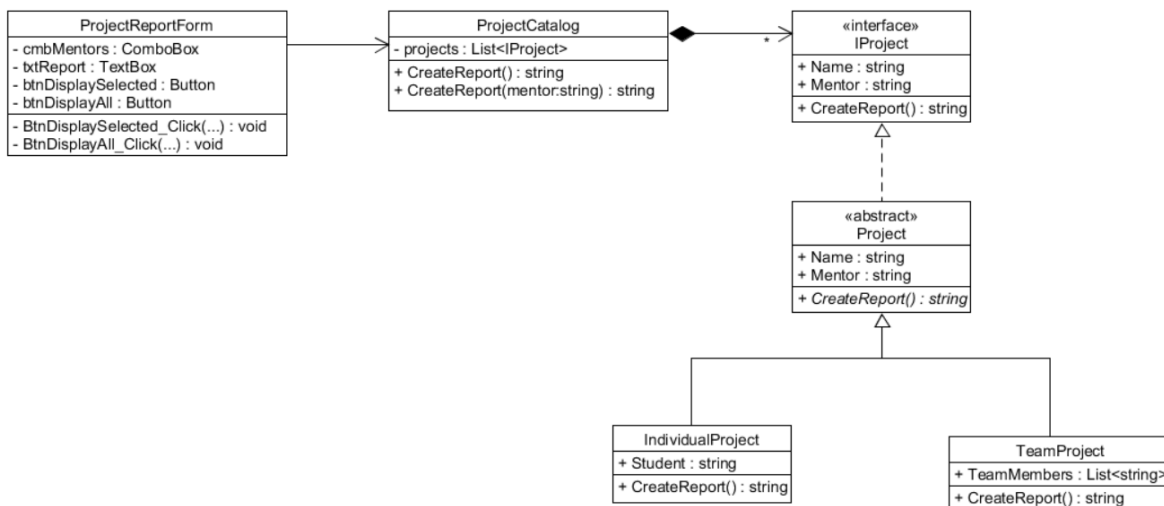 ProjectReportForm
- cmbMentors : ComboBox
- txtReport : TextBox
- btnDisplaySelected : Button
- btnDisplayAll : Button
- BtnDisplaySelected_Click(...) : void
- BtnDisplayAll_Click(...) : void
ProjectCatalog
- projects : List<IProject>
+ CreateReport() : string
+ CreateReport(mentor:string) : string
*
«interface»
IProject
+ Name : string
+ Mentor : string
+ CreateReport() : string
«abstract»
Project
+ Name : string
+ Mentor : string
+ CreateReport() : string
IndividualProject
+ Student : string
+ CreateReport() : string
TeamProject
+ TeamMembers : List<string>
+ CreateReport() : string